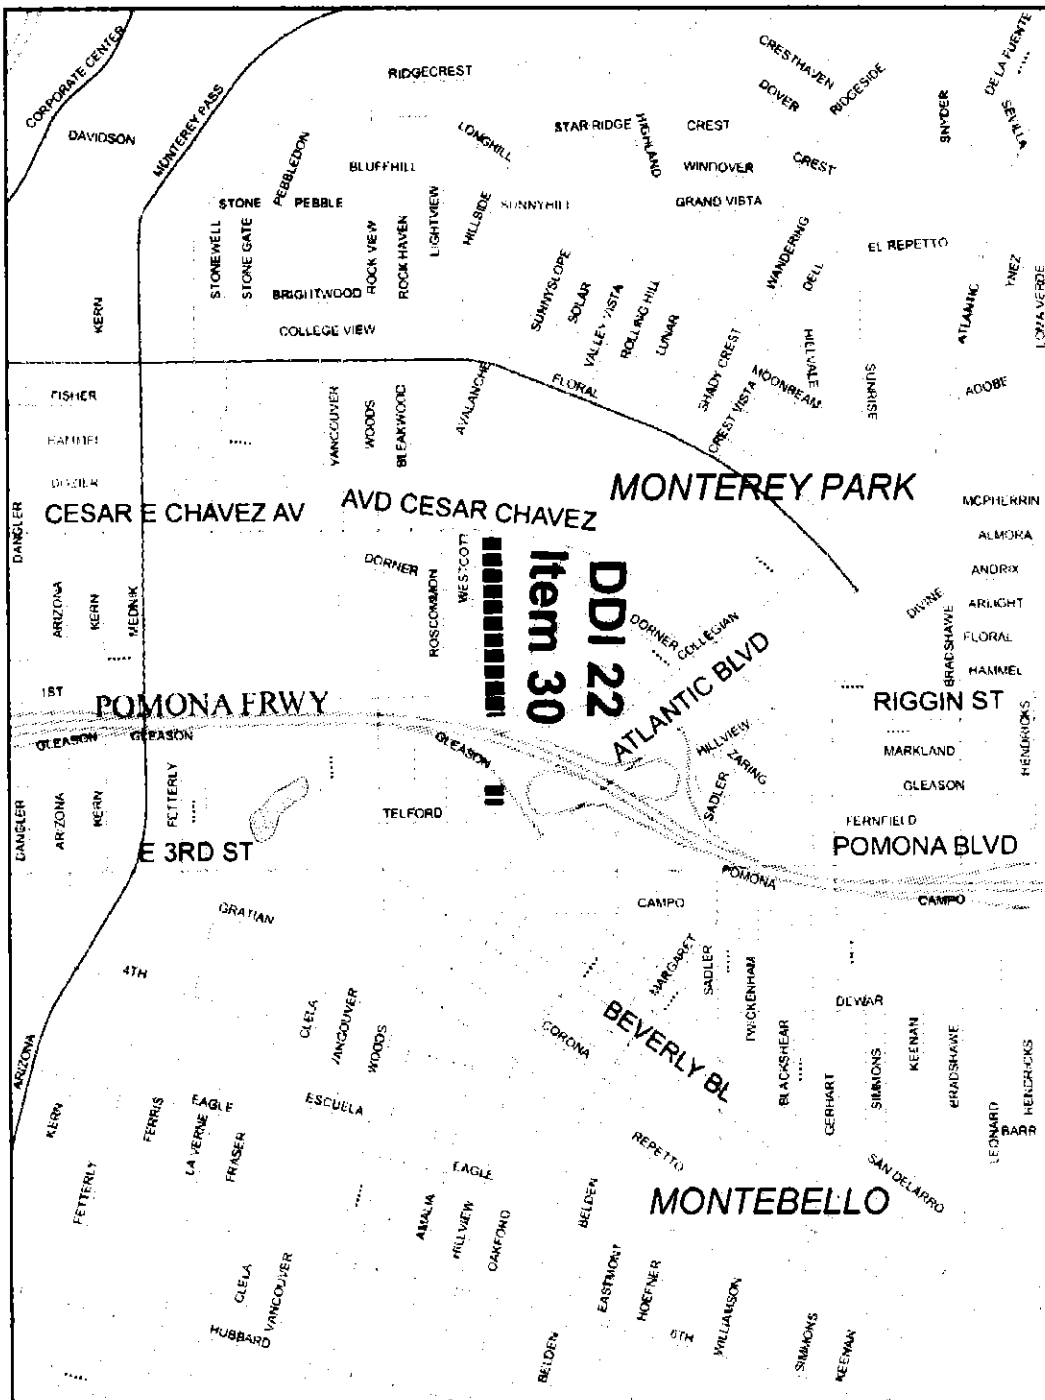 CORPORATE CENTER
MONTEREY PASS
DAVIDSON
RIDGECREST
CRESTHAVEN
DOVER
RIDGESIDE
DE LA FUENTE
SNYDER
SEVILLA
PEBBLEDON
BLUFFHILL
LONGHILL
STAR RIDGE
HIGHLAND
CREST
WINDOVER
CREST
STONE
PEBBLE
LIGHTVIEW
HILLSIDE
SUNNYHILL
GRAND VISTA
STONEWELL
STONE GATE
ROCK VIEW
ROCK HAVEN
WANDERING
DELL
EL REPETTO
YNEZ
LOMA VERDE
KERN
BRIGHTWOOD
COLLEGE VIEW
SUNNYSLOPE
SOLAR
VALLEY VISTA
ROLLING HILL
LUNAR
ATLANTIC
FISHER
VANCOUVER
WOODS
BLEAKWOOD
AVALANCHE
FLORAL
SHADY CREST
CREST VISTA
MOONBEAM
HILLVALE
SUNRISE
ADOBE
HAMMEL
DOZIER
MONTEREY PARK
CESAR E CHAVEZ AV
AVD CESAR CHAVEZ
MCPHERRIN
DANGLER
ALMORA
DORNER
ROSCOMMON
WESTCOTT
DDI 22
Item 30
ANDRIX
ARIZONA
KERN
MEDNIK
DORNER
COLLEGIAN
DIVINE
ARLIGHT
BRADSHAWE
FLORAL
HAMMEL
1ST
POMONA FRWY
ATLANTIC BLVD
RIGGIN ST
GLEASON
GLEASON
GLEASON
HILLVIEW
ZARING
MARKLAND
HENDRICKS
DANGLER
ARIZONA
KERN
FETTERLY
TELFORD
SADLER
GLEASON
FERNFIELD
E 3RD ST
POMONA BLVD
POMONA
GRATIAN
CAMPO
CAMPO
4TH
MARGARET
SADLER
TWICKENHAM
DEWAR
ARIZONA
CLELA
VANCOUVER
WOODS
CORONA
BEVERLY BL
BLACKSHEAR
GERHART
SIMMONS
KEENAN
BRADSHAWE
HENDRICKS
KERN
FERRIS
EAGLE
LA VERNE
FRASER
ESCUELA
LEONARD
BARR
FETTERLY
EAGLE
REPETTO
SAN DELARRO
AMALIA
HILLVIEW
OAKFORD
BELDEN
MONTEBELLO
CLELA
VANCOUVER
HUBBARD
EASTMONT
HOEFNER
6TH
WILLIAMSON
BELDEN
SIMMONS
KEENAN